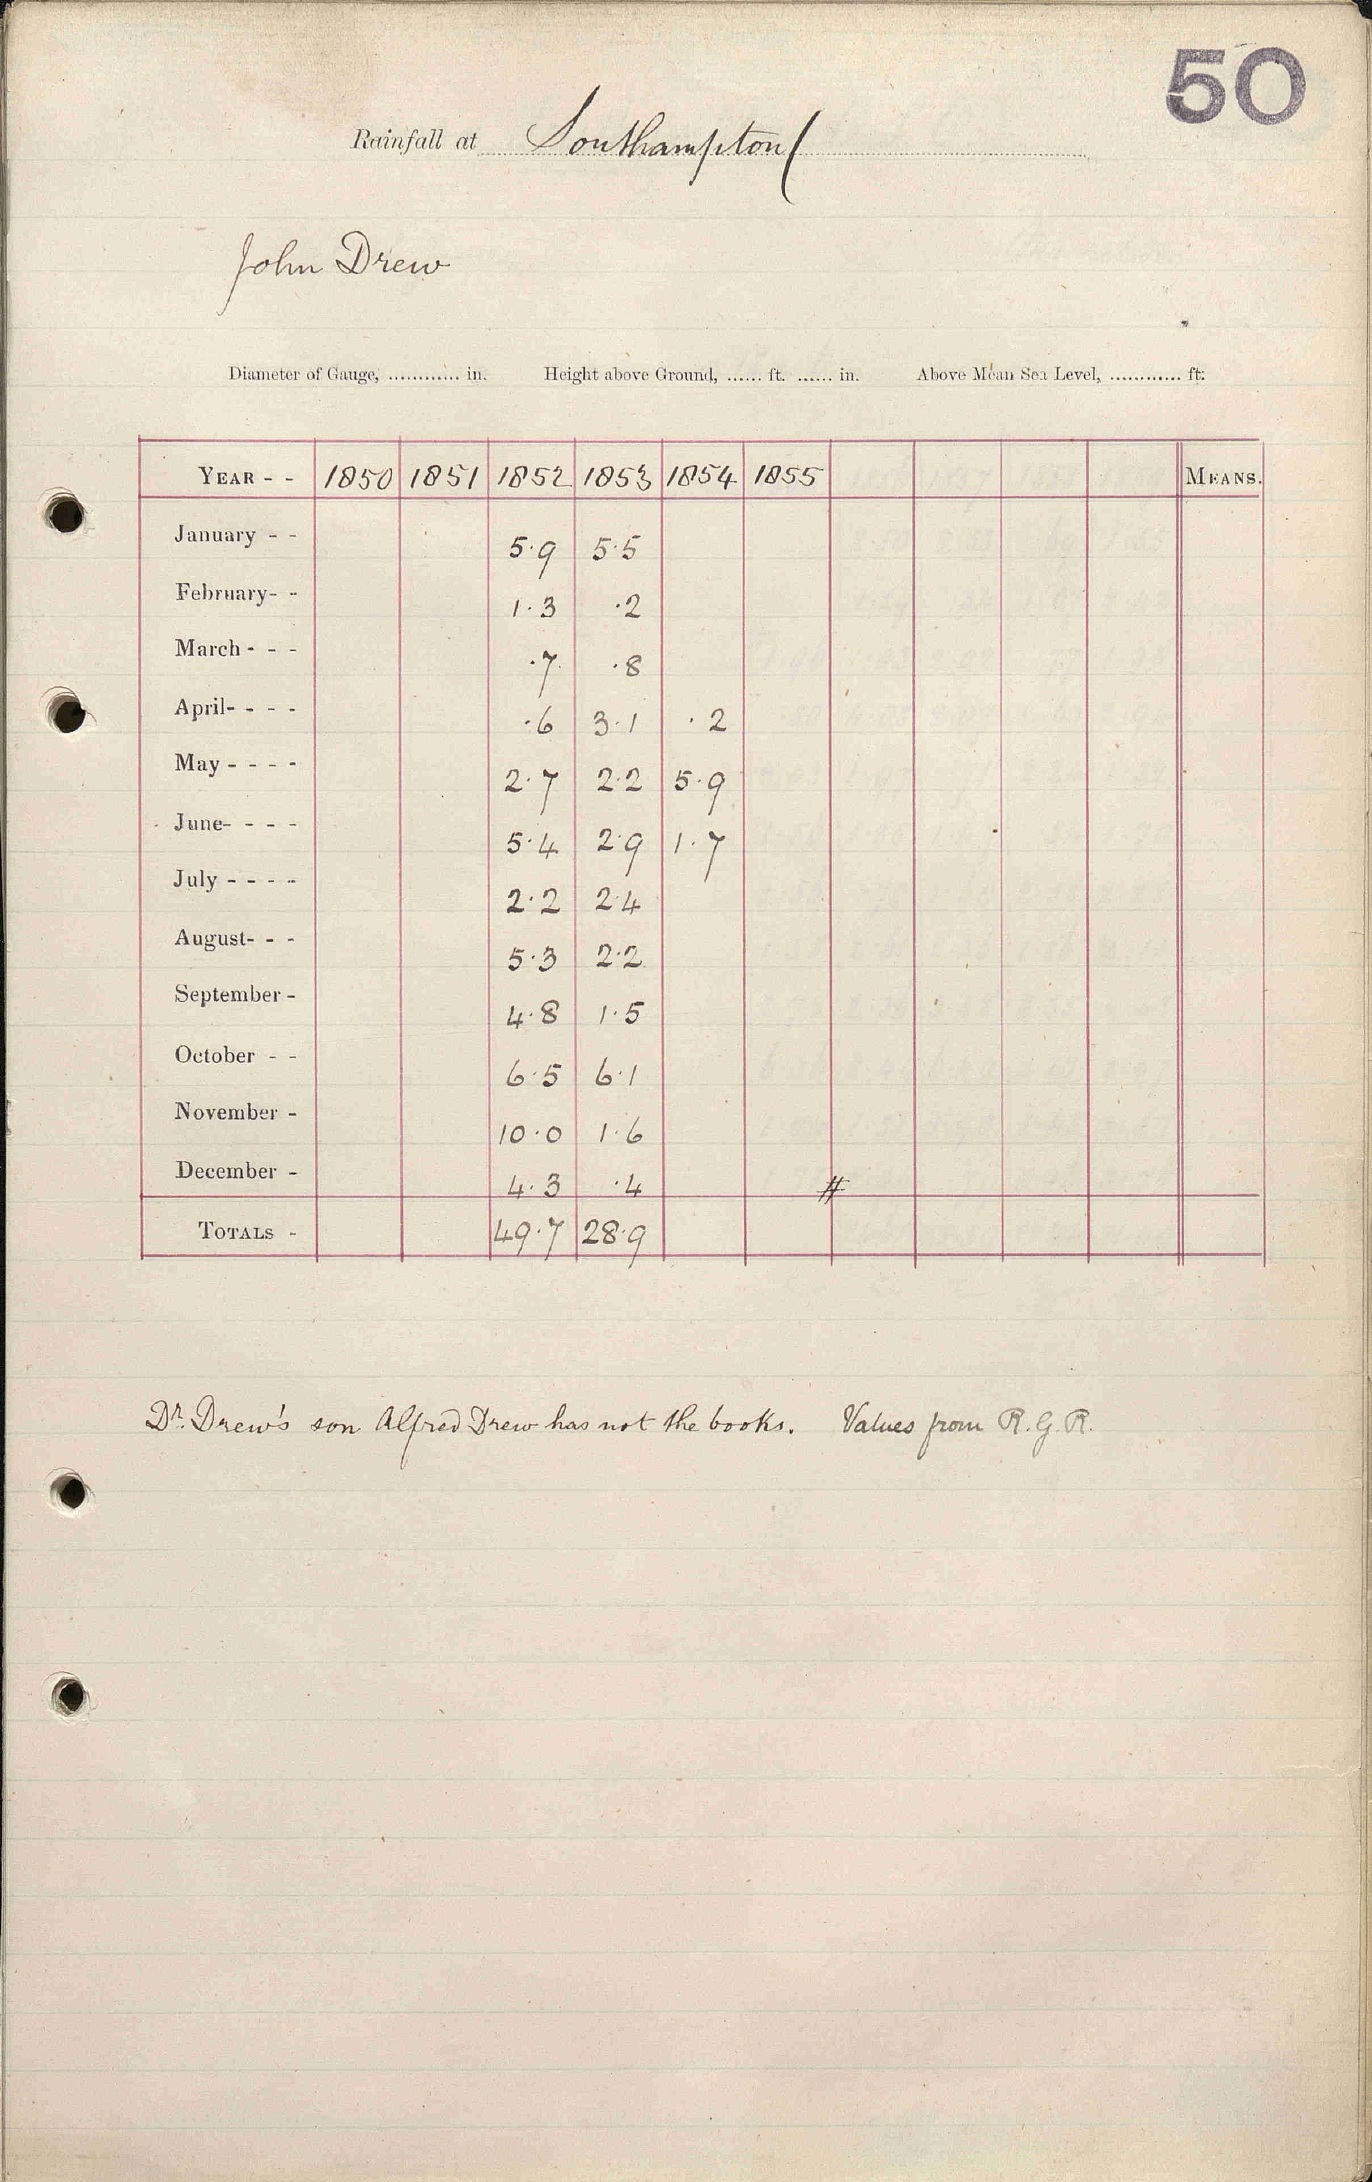 50
Rainfall at Southampton (
John Drew
Diameter of Gauge, ............ in. Height above Ground, ...... ft. ...... in. Above Mean Sea Level, ............ ft.
YEAR - - 1850 1851 1852 1853 1854 1855 MEANS.
January - - 5·9 5·5
February- - 1·3 ·2
March - - - ·7 ·8
April- - - - ·6 3·1 ·2
May - - - - 2·7 2·2 5·9
June- - - - 5·4 2·9 1·7
July - - - - 2·2 2·4
August- - - 5·3 2·2
September - 4·8 1·5
October - - 6·5 6·1
November - 10·0 1·6
December - 4·3 ·4 #
TOTALS - 49·7 28·9
Dr. Drew's son Alfred Drew has not the books. Values from R.G.R.